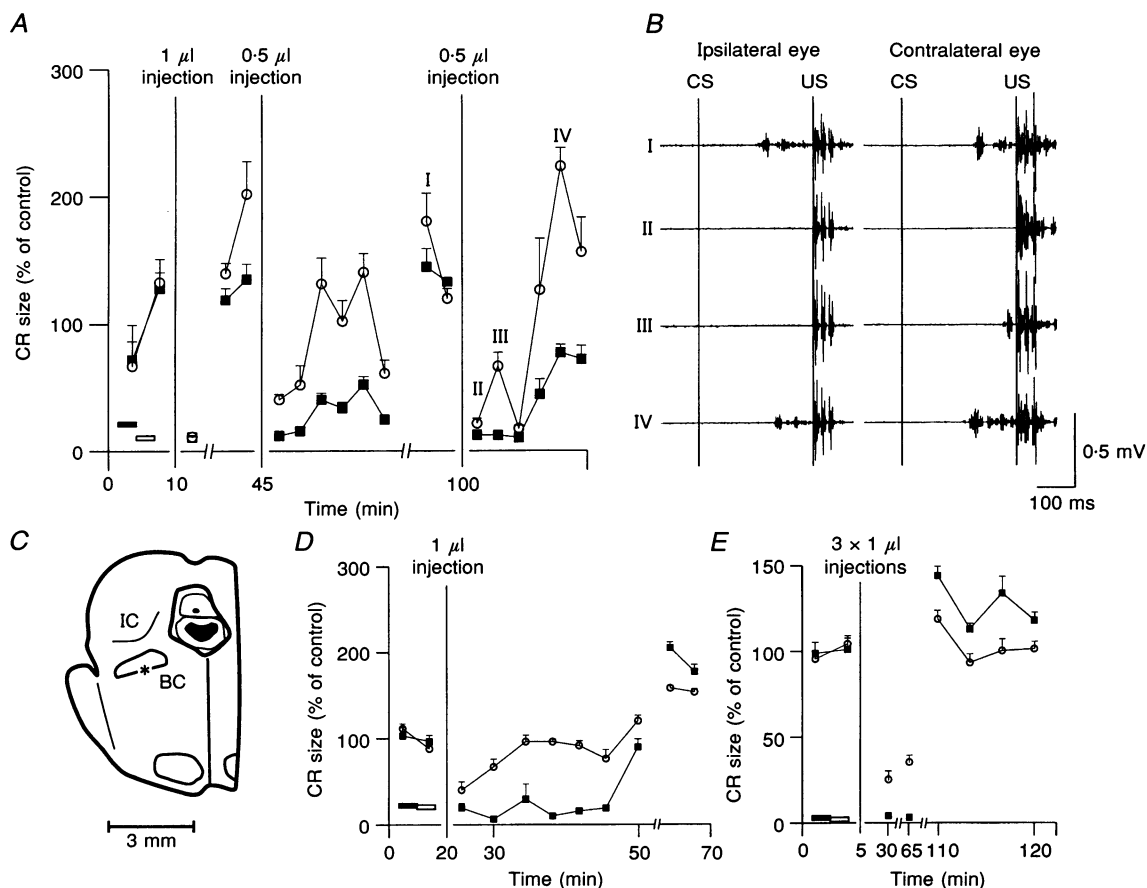 A
1 μl
injection
0·5 μl
injection
0·5 μl
injection
300
200
100
0
CR size (% of control)
I
II
III
IV
0
10
45
100
Time (min)
B
Ipsilateral eye
Contralateral eye
CS
US
CS
US
I
II
III
IV
0·5 mV
100 ms
C
IC
*
BC
3 mm
D
1 μl
injection
300
200
100
0
CR size (% of control)
0
20
30
50
70
Time (min)
E
3 × 1 μl
injections
150
100
50
0
CR size (% of control)
0
5
30
65
110
120
Time (min)